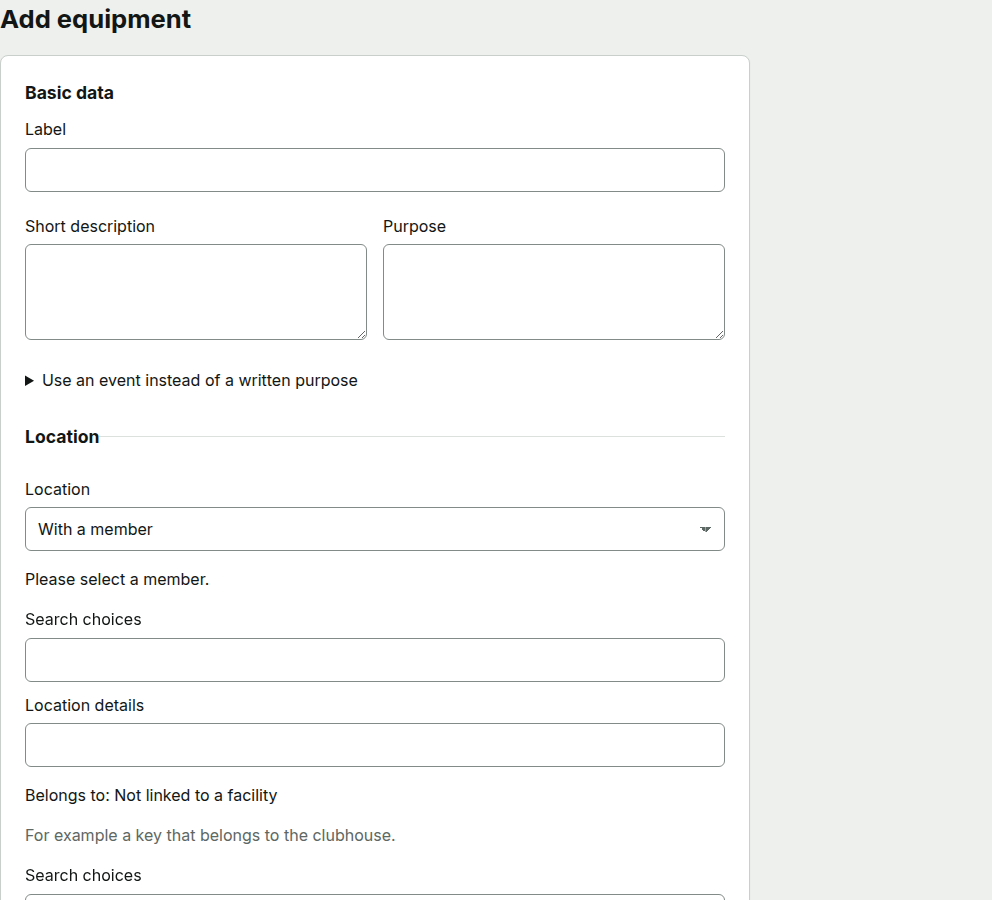 Add equipment
Basic data
Label
Short description
Purpose
Use an event instead of a written purpose
Location
Location
With a member
Please select a member.
Search choices
Location details
Belongs to: Not linked to a facility
For example a key that belongs to the clubhouse.
Search choices